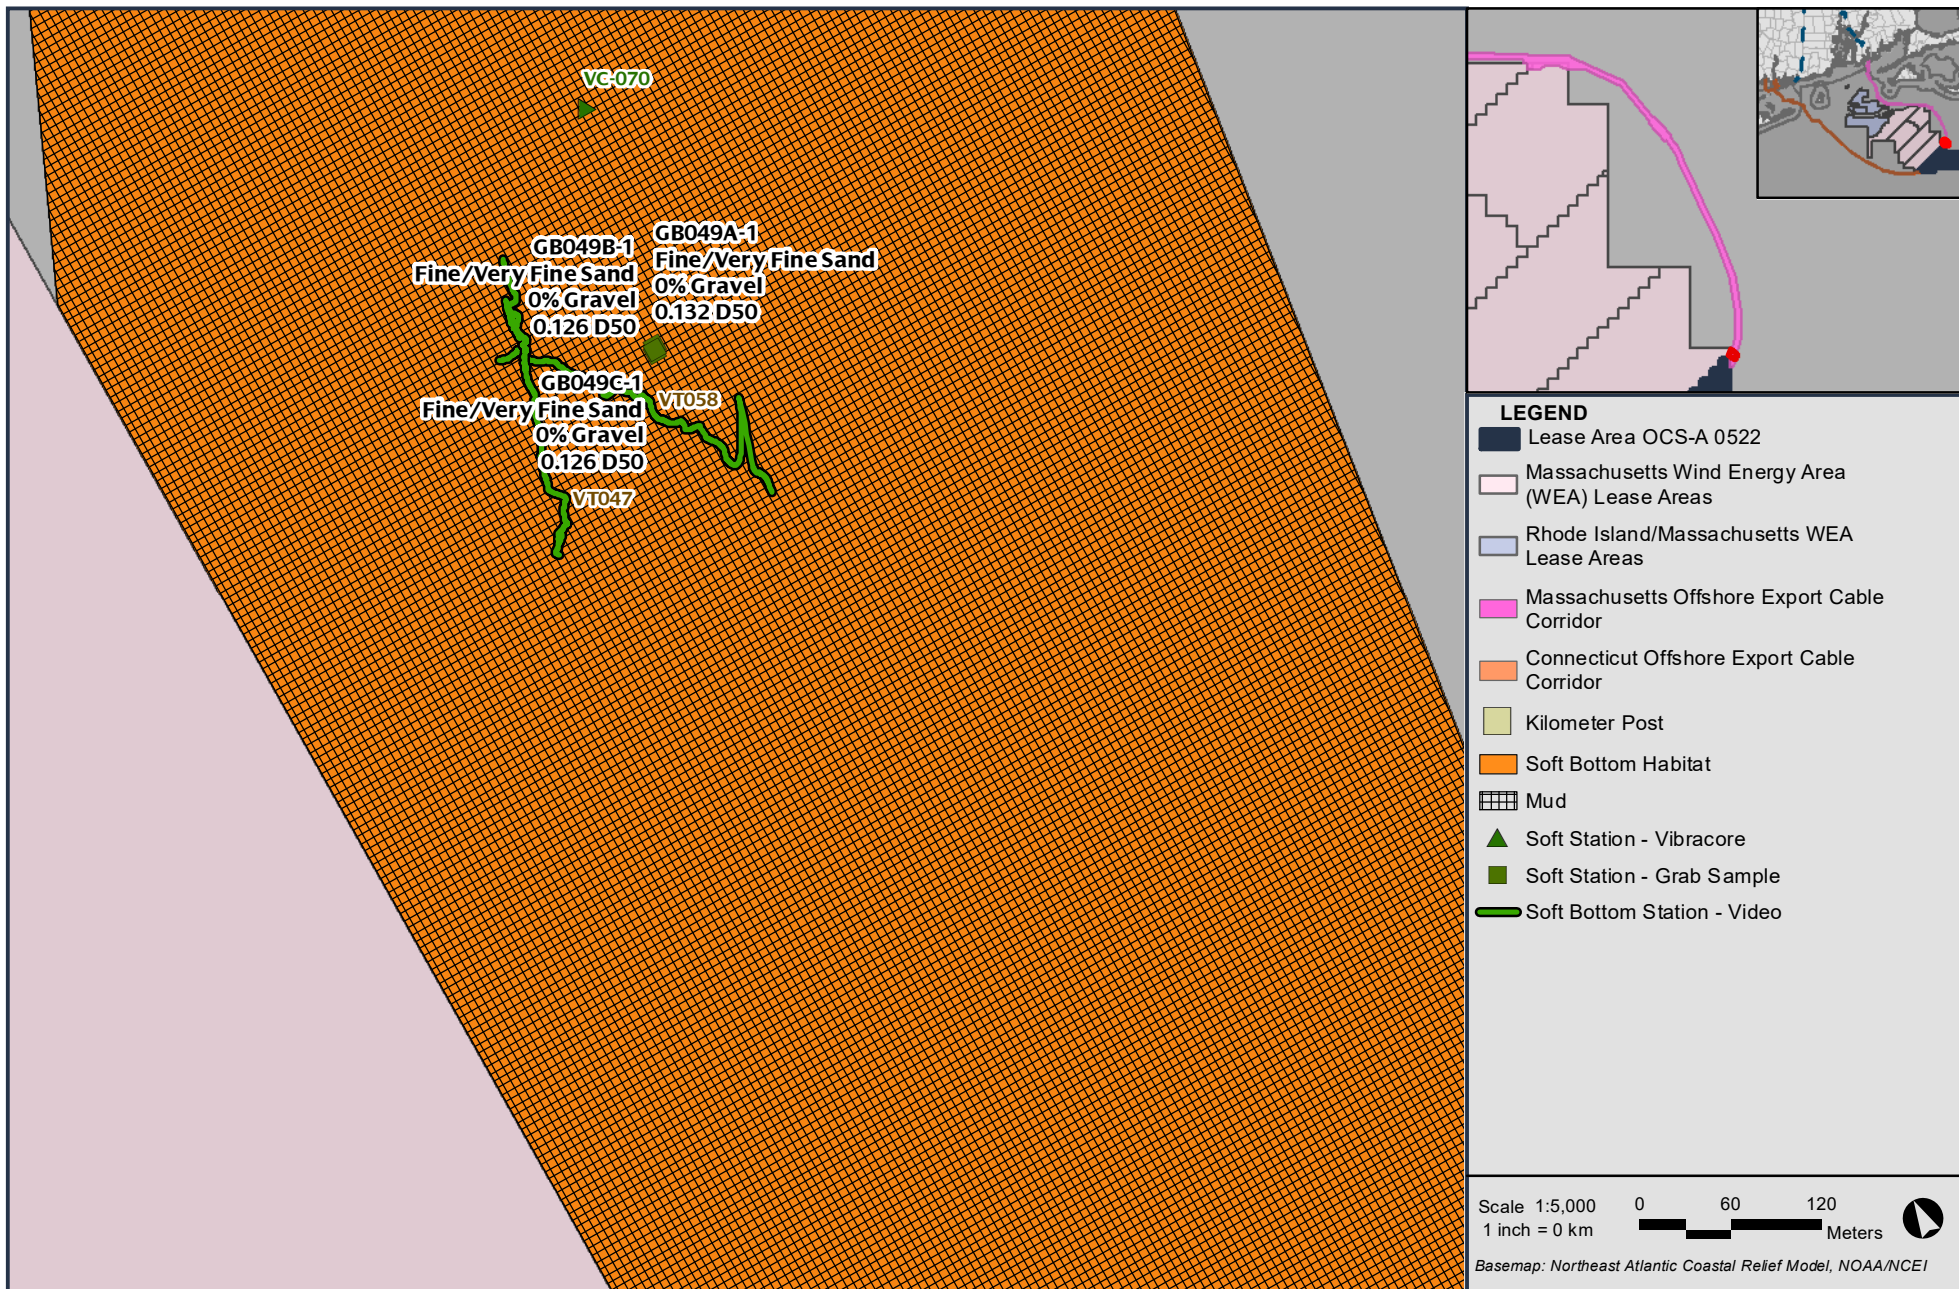 VC-070
GB049B-1
Fine/Very Fine Sand
0% Gravel
0.126 D50
GB049A-1
Fine/Very Fine Sand
0% Gravel
0.132 D50
GB049C-1
Fine/Very Fine Sand
0% Gravel
0.126 D50
VT058
VT047
LEGEND
Lease Area OCS-A 0522
Massachusetts Wind Energy Area
(WEA) Lease Areas
Rhode Island/Massachusetts WEA
Lease Areas
Massachusetts Offshore Export Cable
Corridor
Connecticut Offshore Export Cable
Corridor
Kilometer Post
Soft Bottom Habitat
Mud
Soft Station - Vibracore
Soft Station - Grab Sample
Soft Bottom Station - Video
Scale 1:5,000
1 inch = 0 km
0 60 120
Meters
Basemap: Northeast Atlantic Coastal Relief Model, NOAA/NCEI